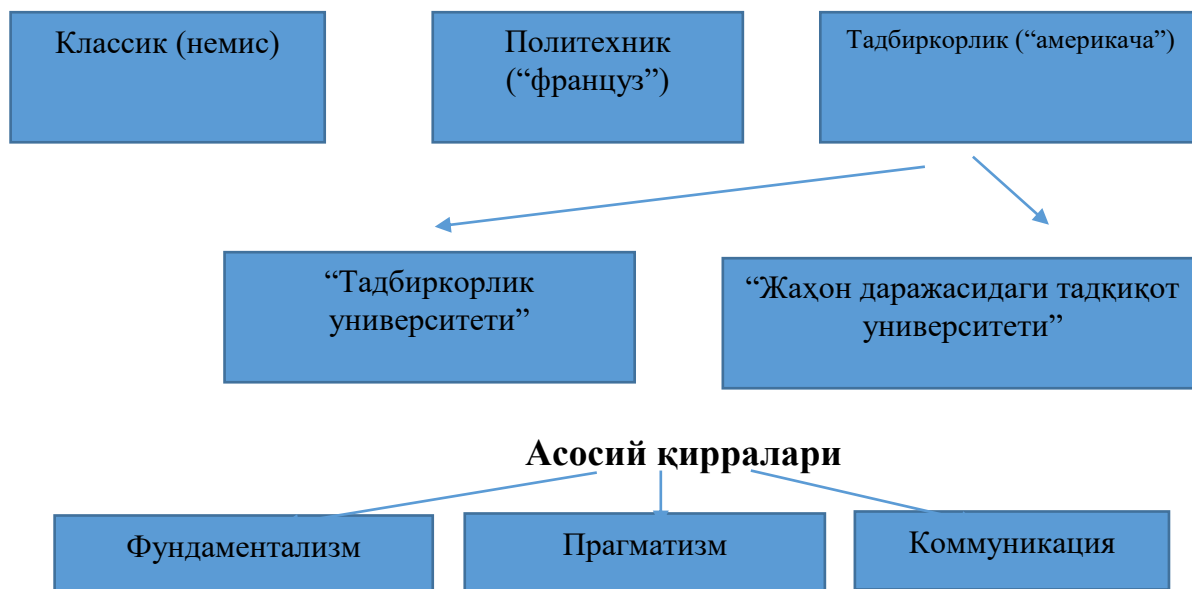 Классик (немис)
Политехник
(“француз”)
Тадбиркорлик (“америкача”)
“Тадбиркорлик
университети”
“Жаҳон даражасидаги тадқиқот
университети”
Асосий қирралари
Фундаментализм
Прагматизм
Коммуникация